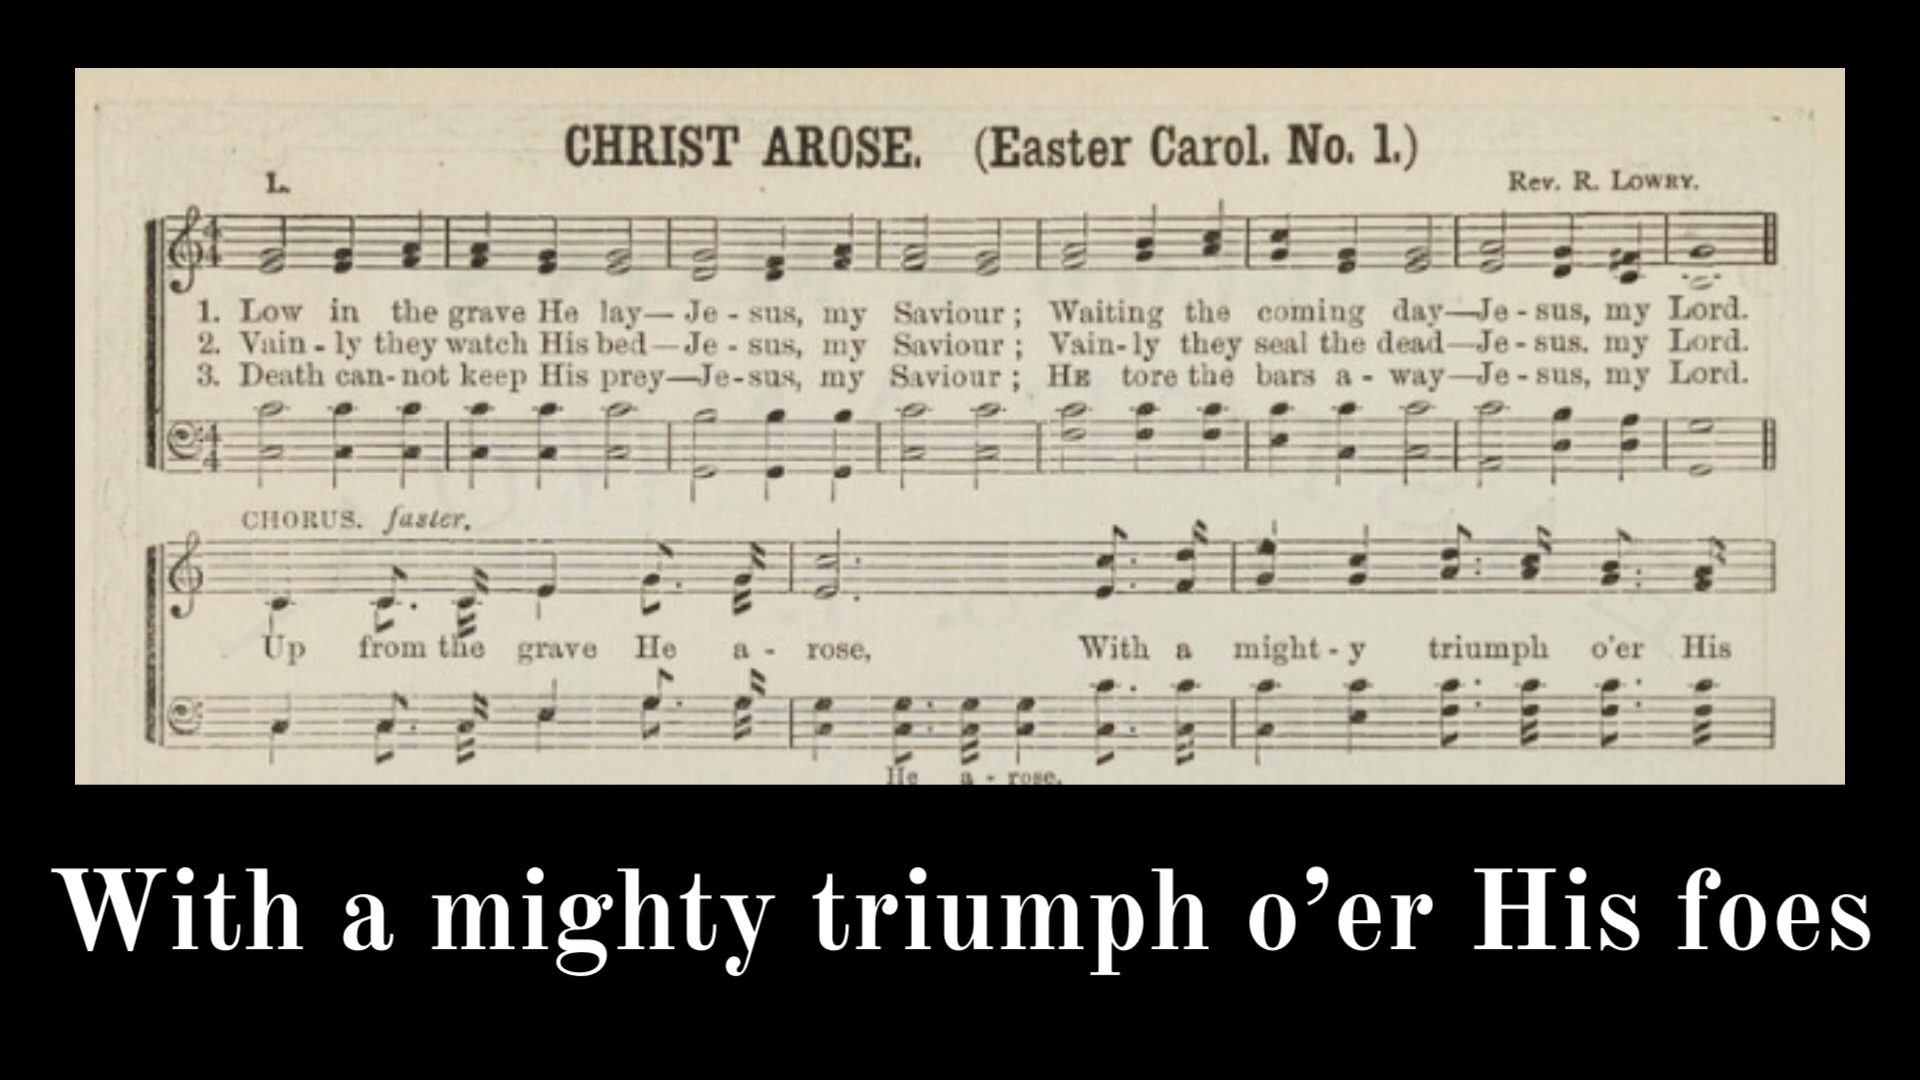 CHRIST AROSE. (Easter Carol. No. 1.)
L.
Rev. R. LOWRY.
1. Low in the grave He lay—Je - sus, my Saviour; Waiting the coming day—Je - sus, my Lord.
2. Vain - ly they watch His bed—Je - sus, my Saviour; Vain - ly they seal the dead—Je - sus. my Lord.
3. Death can - not keep His prey—Je - sus, my Saviour; HE tore the bars a - way—Je - sus, my Lord.
CHORUS. faster.
Up from the grave He a - rose, With a might - y triumph o'er His
He a - rose,
With a mighty triumph o’er His foes